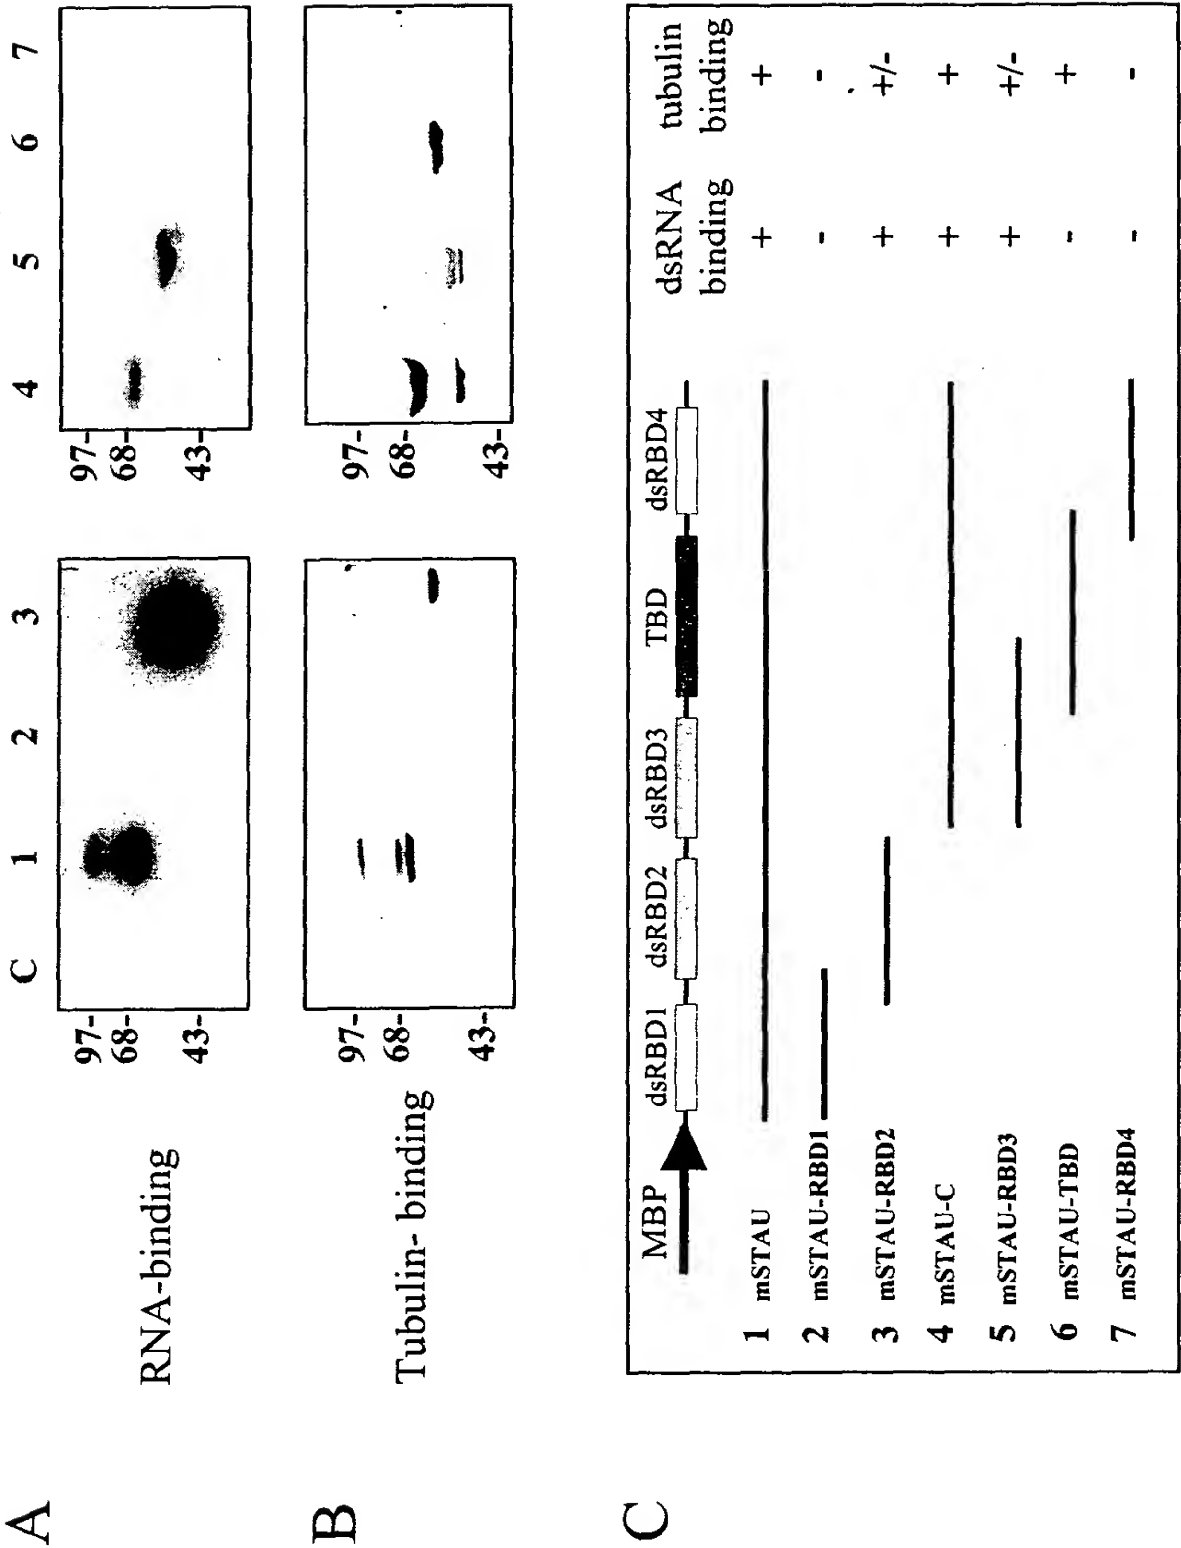 A
RNA-binding
97-
68-
43-
C 1 2 3
97-
68-
43-
4 5 6 7
B
Tubulin- binding
97-
68-
43-
97-
68-
43-
C
MBP
dsRBD1 dsRBD2 dsRBD3 TBD dsRBD4
dsRNA binding
tubulin binding
1 mSTAU + +
2 mSTAU-RBD1 - -
3 mSTAU-RBD2 + +/-
4 mSTAU-C + +
5 mSTAU-RBD3 + +/-
6 mSTAU-TBD - +
7 mSTAU-RBD4 - -